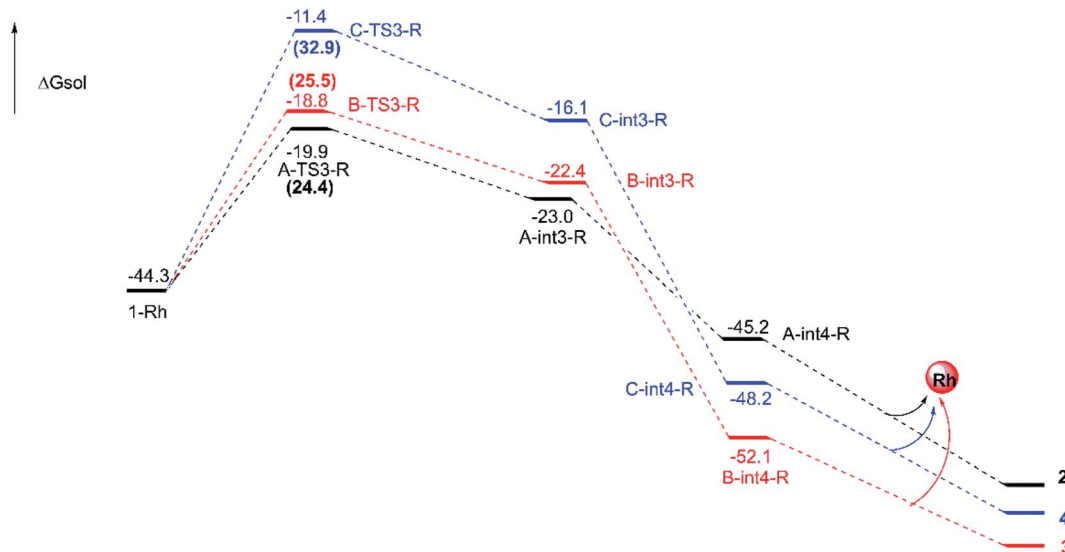 -11.4
C-TS3-R
(32.9)
ΔGsol
(25.5)
-18.8
B-TS3-R
-16.1
C-int3-R
-19.9
A-TS3-R
(24.4)
-22.4
B-int3-R
-23.0
A-int3-R
-44.3
1-Rh
-45.2
A-int4-R
Rh
C-int4-R
-48.2
-52.1
B-int4-R
2
4
3